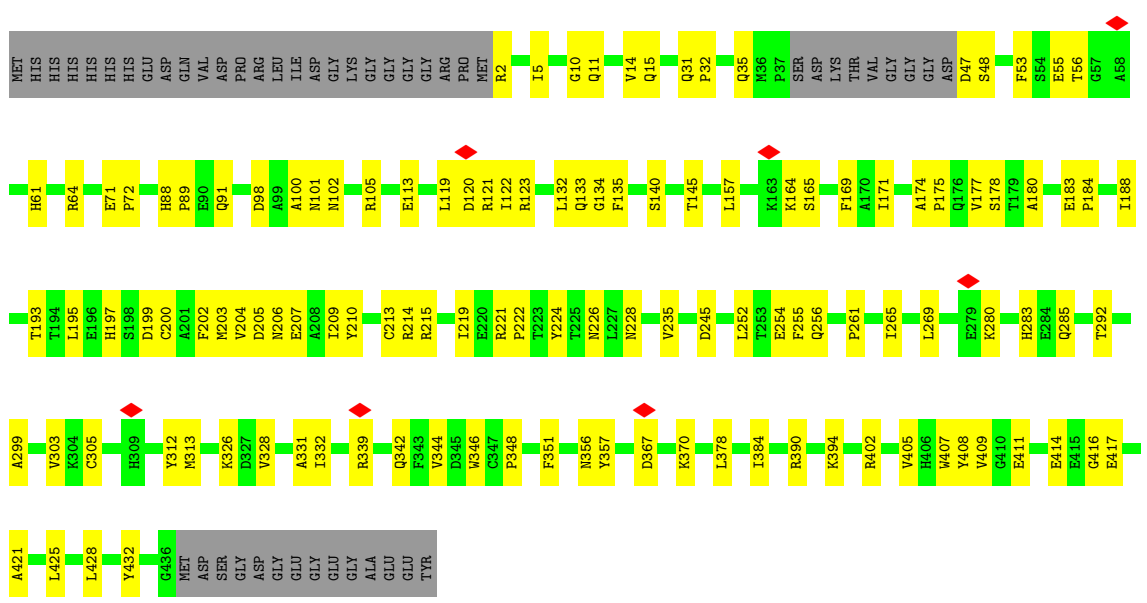 MET HIS HIS HIS HIS HIS HIS GLU ASP GLN VAL ASP PRO ARG LEU ILE ASP GLY LYS GLY GLY GLY GLY ARG PRO MET R2 I5 G10 Q11 V14 Q15 Q31 P32 Q35 M36 P37 SER ASP LYS THR VAL GLY GLY GLY ASP D47 S48 F53 S54 E55 T56 G57 A58
H61 R64 E71 P72 H88 P89 E90 Q91 D98 A99 A100 N101 N102 R105 E113 L119 D120 R121 I122 R123 L132 Q133 G134 F135 S140 T145 L157 K163 K164 S165 F169 A170 I171 A174 P175 Q176 V177 S178 T179 A180 E183 P184 I188
T193 T194 L195 E196 H197 S198 D199 C200 A201 F202 M203 V204 D205 N206 E207 A208 I209 Y210 C213 R214 R215 I219 E220 R221 P222 T223 Y224 T225 N226 L227 N228 V235 D245 L252 T253 E254 F255 Q256 P261 I265 L269 E279 K280 H283 E284 Q285 T292
A299 V303 K304 C305 H309 Y312 M313 K326 D327 V328 A331 I332 R339 Q342 F343 V344 D345 W346 C347 P348 F351 N356 Y357 D367 K370 L378 I384 R390 K394 R402 V405 H406 W407 Y408 V409 G410 E411 E414 E415 G416 E417
A421 L425 L428 Y432 G436 MET ASP SER GLY ASP GLY GLU GLU GLY GLU GLY ALA GLU GLU TYR